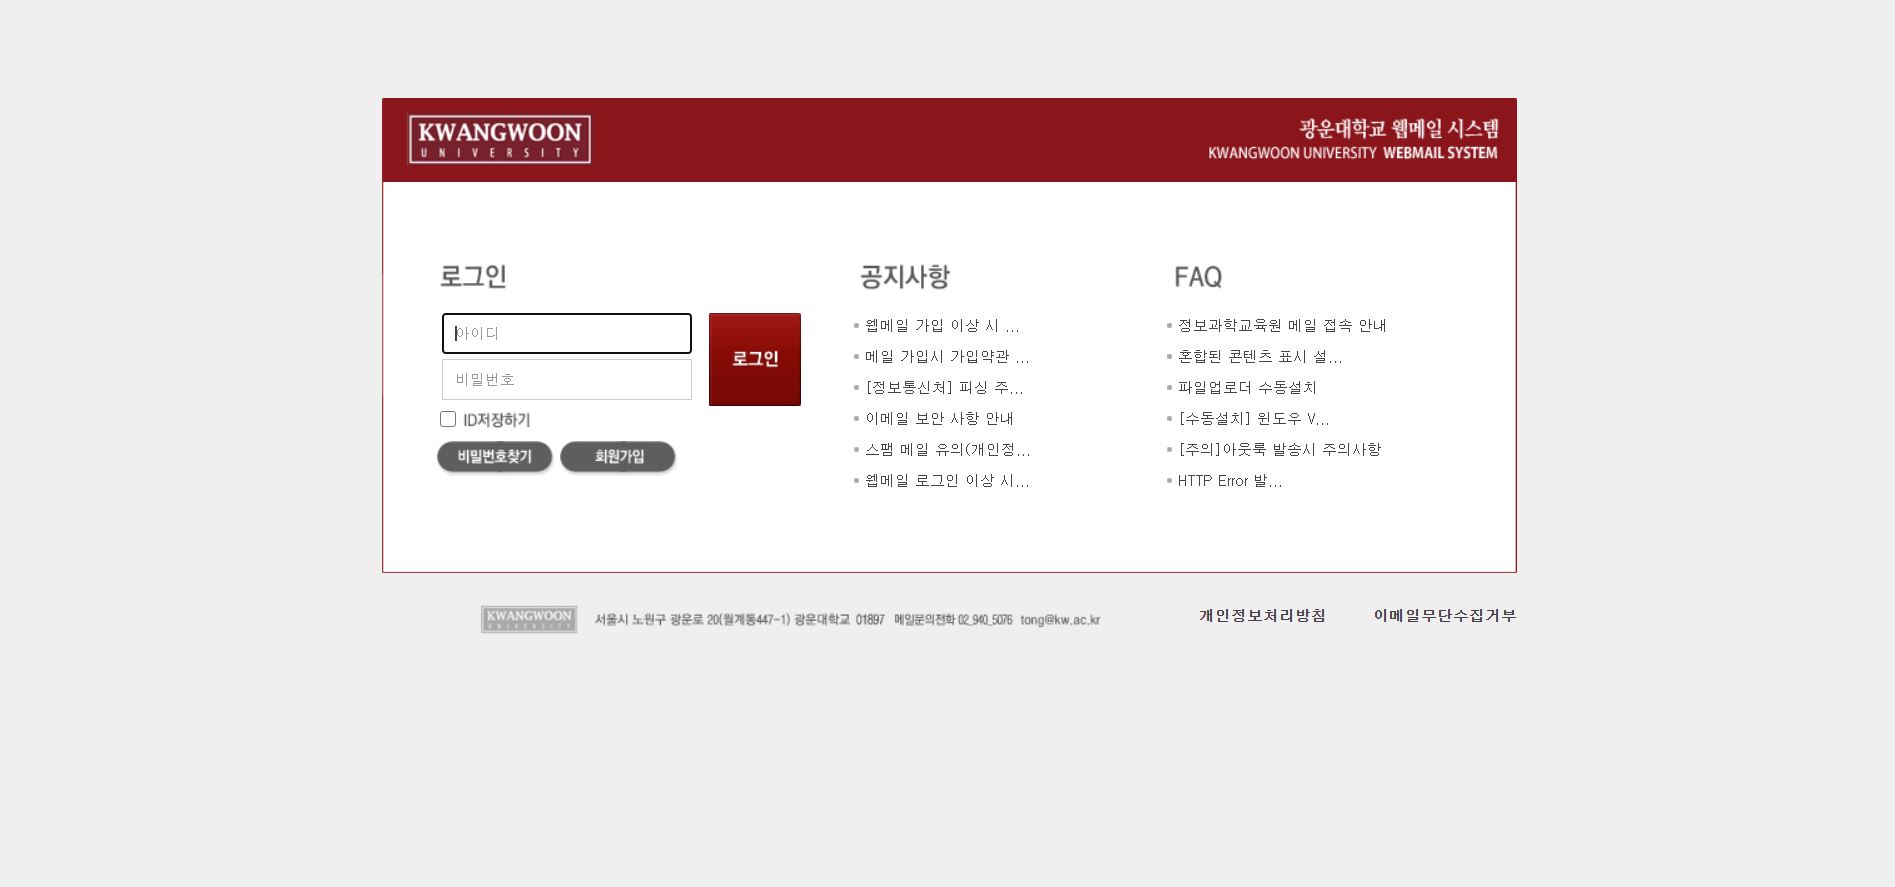 KWANGWOON
UNIVERSITY
광운대학교 웹메일 시스템
KWANGWOON UNIVERSITY WEBMAIL SYSTEM
로그인
아이디
비밀번호
로그인
ID저장하기
비밀번호찾기
회원가입
공지사항
웹메일 가입 이상 시 ...
메일 가입시 가입약관 ...
[정보통신처] 피싱 주...
이메일 보안 사항 안내
스팸 메일 유의(개인정...
웹메일 로그인 이상 시...
FAQ
정보과학교육원 메일 접속 안내
혼합된 콘텐츠 표시 설...
파일업로더 수동설치
[수동설치] 윈도우 V...
[주의]아웃룩 발송시 주의사항
HTTP Error 발...
KWANGWOON
UNIVERSITY
서울시 노원구 광운로 20(월계동447-1) 광운대학교 01897 메일문의전화 02_940_5076 tong@kw.ac.kr
개인정보처리방침
이메일무단수집거부